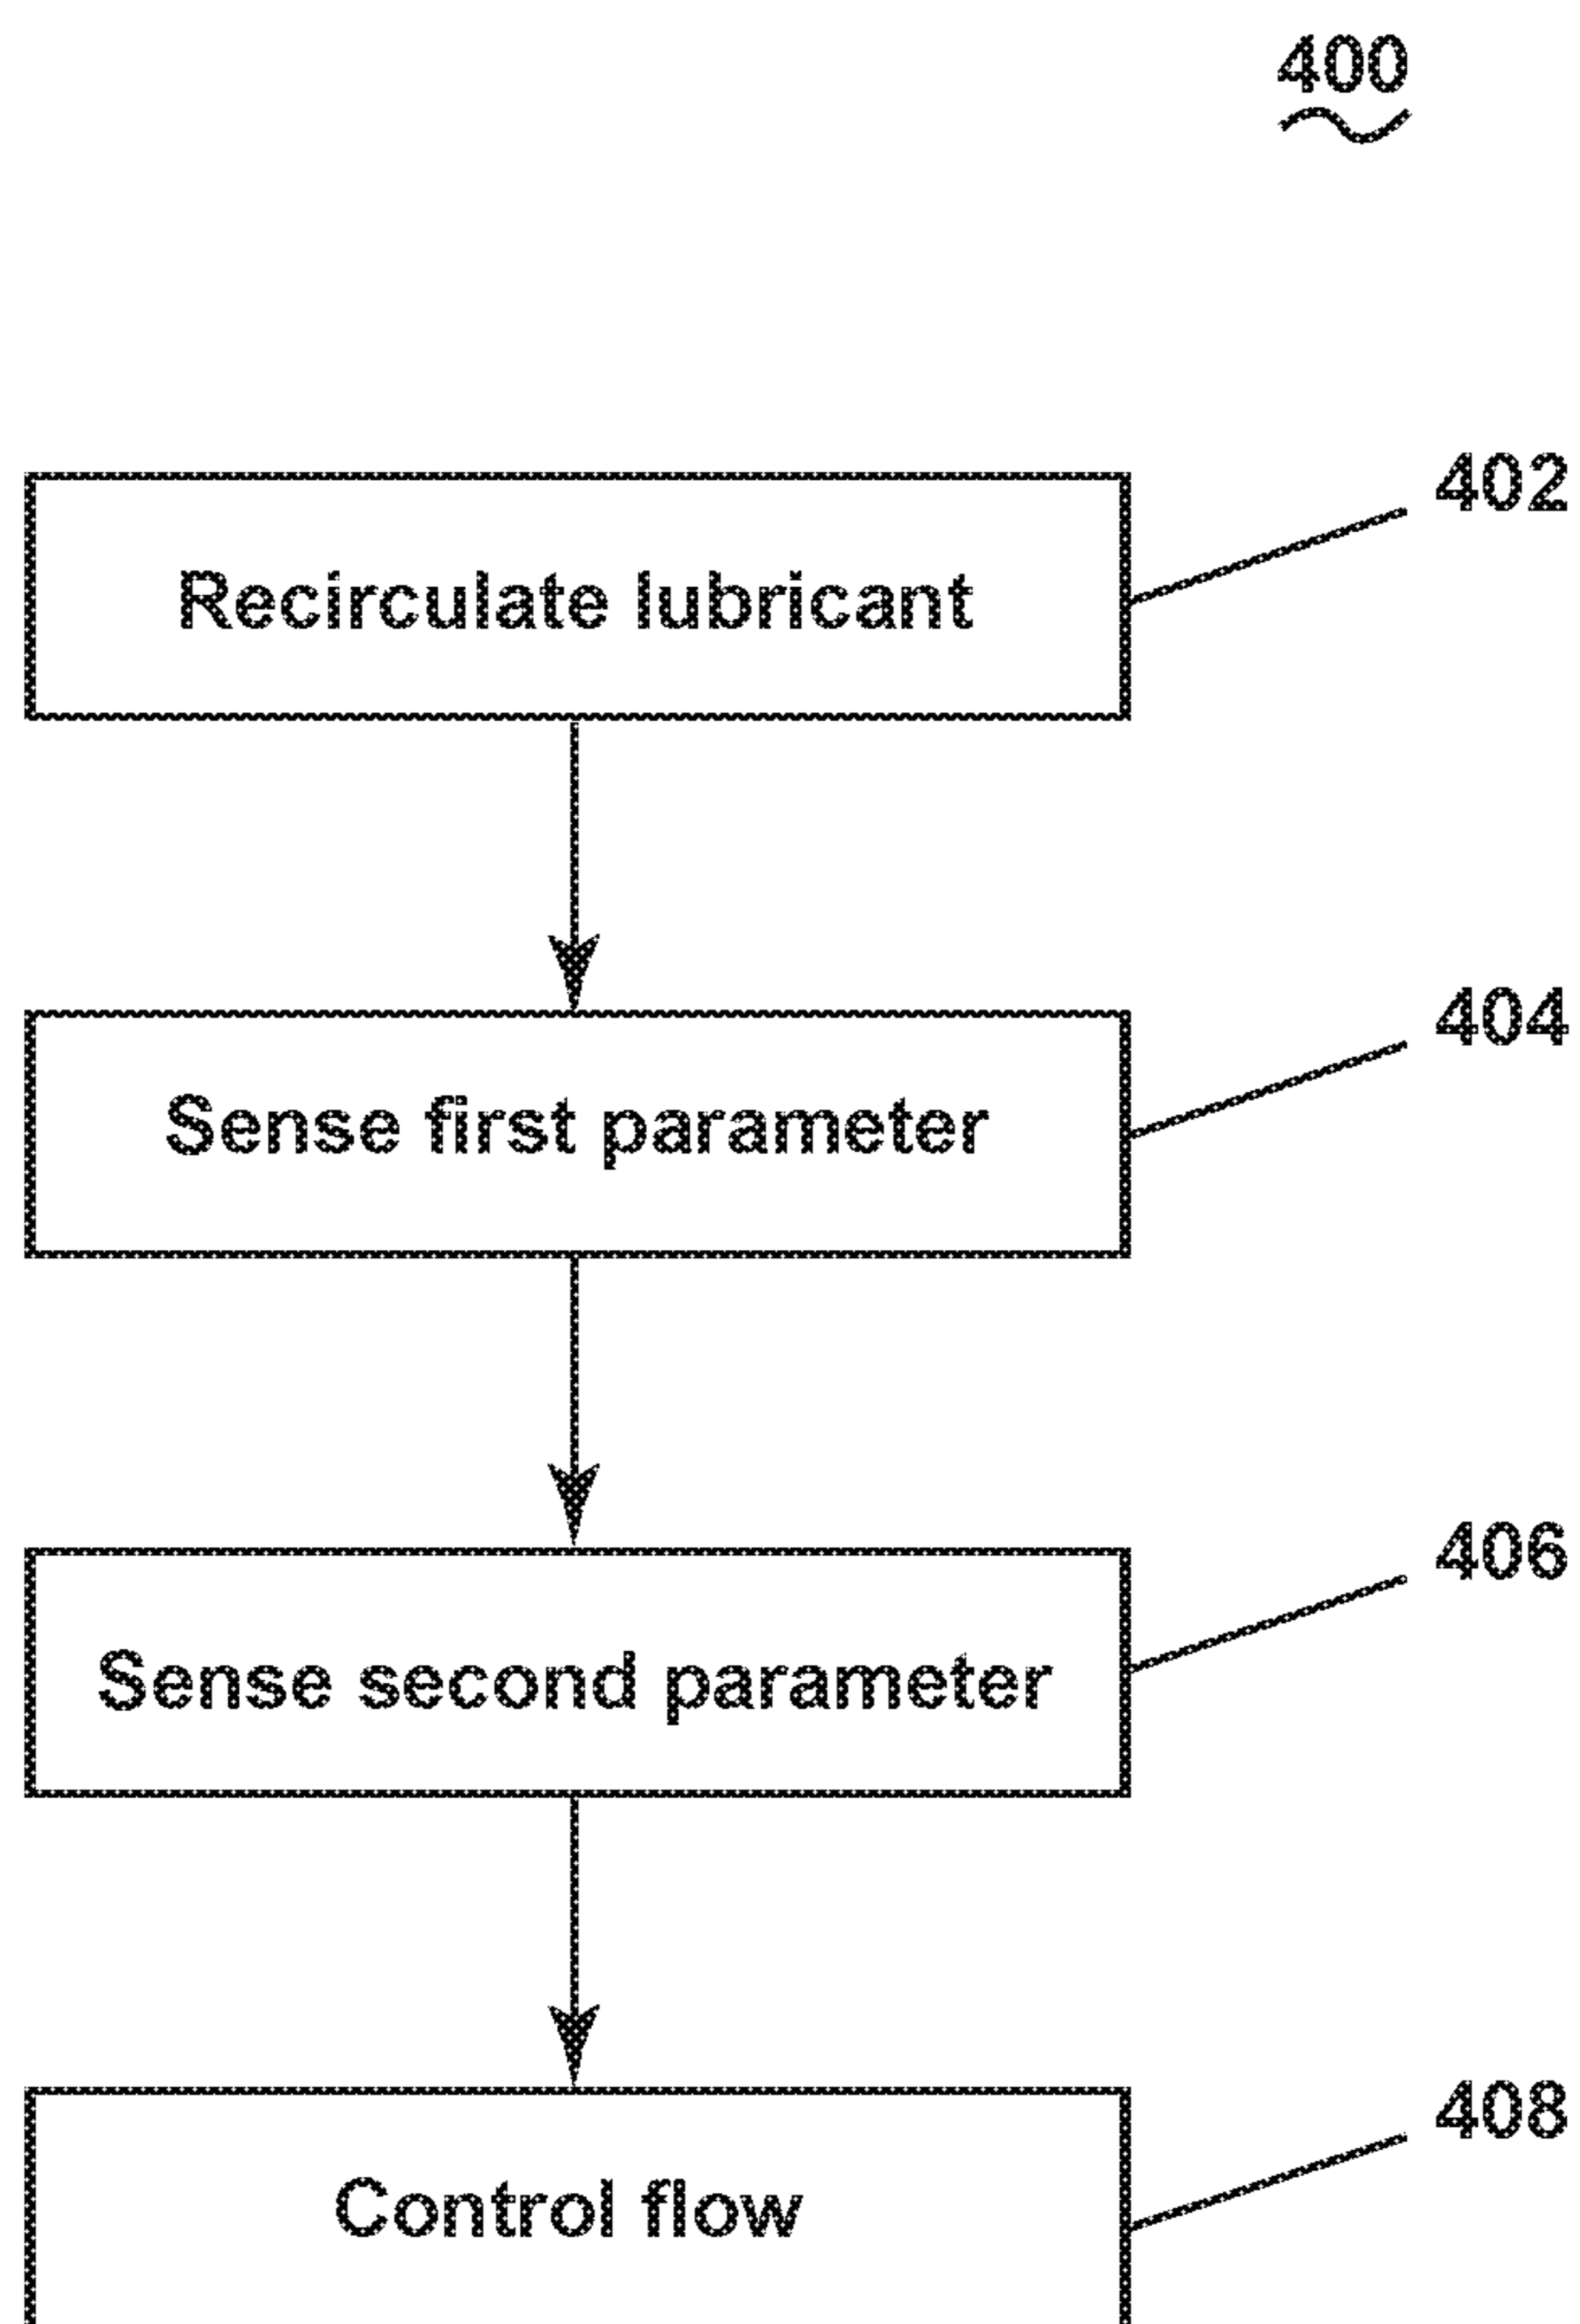 400
Recirculate lubricant
402
Sense first parameter
404
Sense second parameter
406
Control flow
408